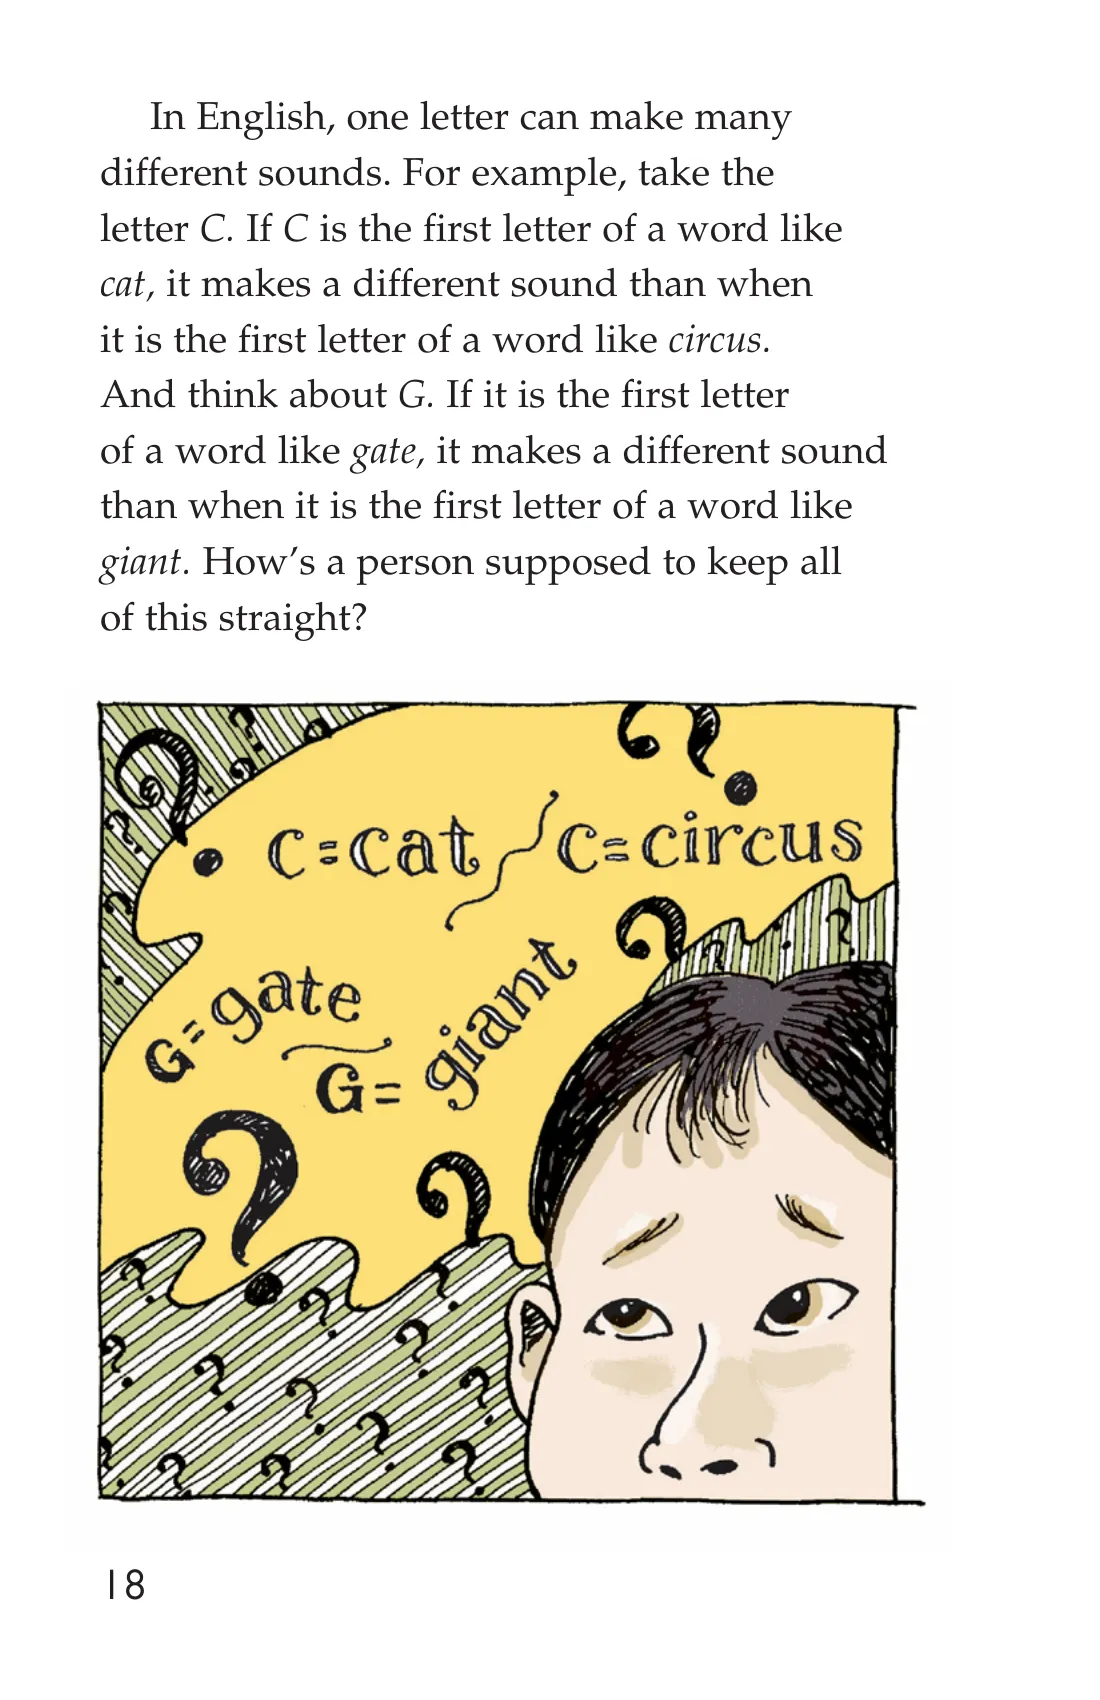 In English, one letter can make many
different sounds. For example, take the
letter C. If C is the first letter of a word like
cat, it makes a different sound than when
it is the first letter of a word like circus.
And think about G. If it is the first letter
of a word like gate, it makes a different sound
than when it is the first letter of a word like
giant. How’s a person supposed to keep all
of this straight?
C=cat C=circus
G=gate
G=giant
18